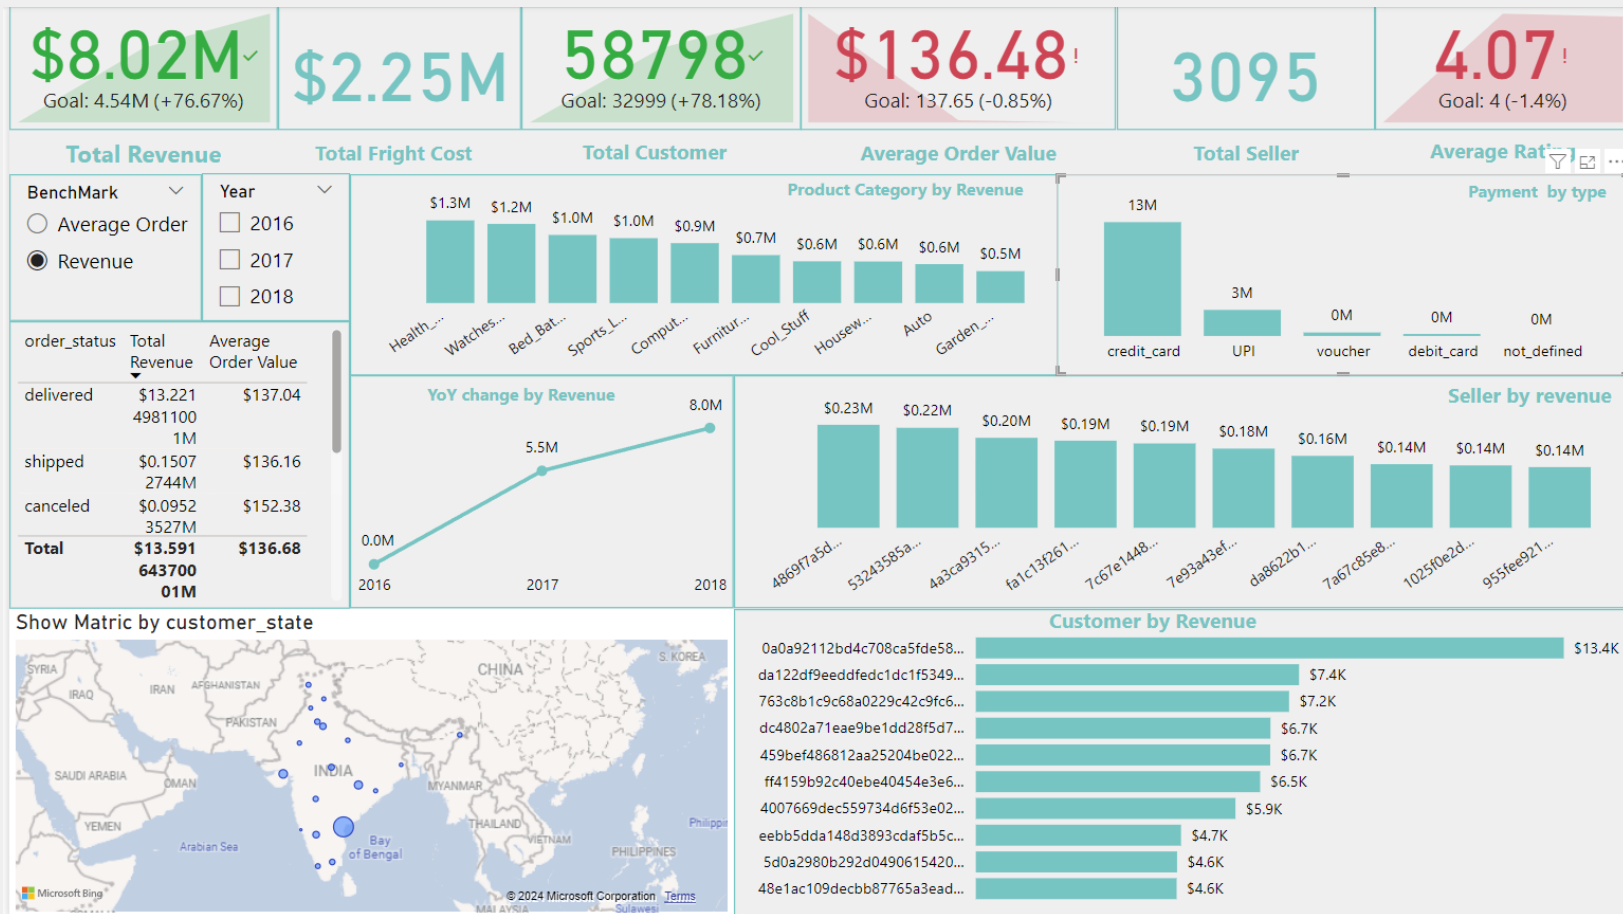 $8.02M
Goal: 4.54M (+76.67%)
$2.25M
58798
Goal: 32999 (+78.18%)
$136.48!
Goal: 137.65 (-0.85%)
3095
4.07!
Goal: 4 (-1.4%)
Total Revenue
Total Fright Cost
Total Customer
Average Order Value
Total Seller
Average Rating
BenchMark
Average Order
Revenue
Year
2016
2017
2018
Product Category by Revenue
$1.3M
$1.2M
$1.0M
$1.0M
$0.9M
$0.7M
$0.6M
$0.6M
$0.6M
$0.5M
Health_...
Watches...
Bed_Bat...
Sports_L...
Comput...
Furnitur...
Cool_Stuff
Housew...
Auto
Garden_...
Payment by type
13M
3M
0M
0M
0M
credit_card
UPI
voucher
debit_card
not_defined
order_status Total Revenue Average Order Value
delivered $13.22149811001M $137.04
shipped $0.15072744M $136.16
canceled $0.09523527M $152.38
Total $13.59164370001M $136.68
YoY change by Revenue
0.0M
5.5M
8.0M
2016
2017
2018
Seller by revenue
$0.23M
$0.22M
$0.20M
$0.19M
$0.19M
$0.18M
$0.16M
$0.14M
$0.14M
$0.14M
4869f7a5d...
53243585a...
4a3ca9315...
fa1c13f261...
7c67e1448...
7e93a43ef...
da8622b1...
7a67c85e8...
1025f0e2d...
955fee921...
Show Matric by customer_state
SYRIA
IRAQ
IRAN
AFGHANISTAN
PAKISTAN
CHINA
S. KOREA
SAUDI ARABIA
OMAN
INDIA
MYANMAR
YEMEN
Arabian Sea
Bay
of Bengal
THAILAND
VIETNAM
PHILIPPINES
Philippi
Microsoft Bing
© 2024 Microsoft Corporation Terms
MALAYSIA
Sulawesi
Customer by Revenue
0a0a92112bd4c708ca5fde58... $13.4K
da122df9eeddfedc1dc1f5349... $7.4K
763c8b1c9c68a0229c42c9fc6... $7.2K
dc4802a71eae9be1dd28f5d7... $6.7K
459bef486812aa25204be022... $6.7K
ff4159b92c40ebe40454e3e6... $6.5K
4007669dec559734d6f53e02... $5.9K
eebb5dda148d3893cdaf5b5c... $4.7K
5d0a2980b292d0490615420... $4.6K
48e1ac109decbb87765a3ead... $4.6K